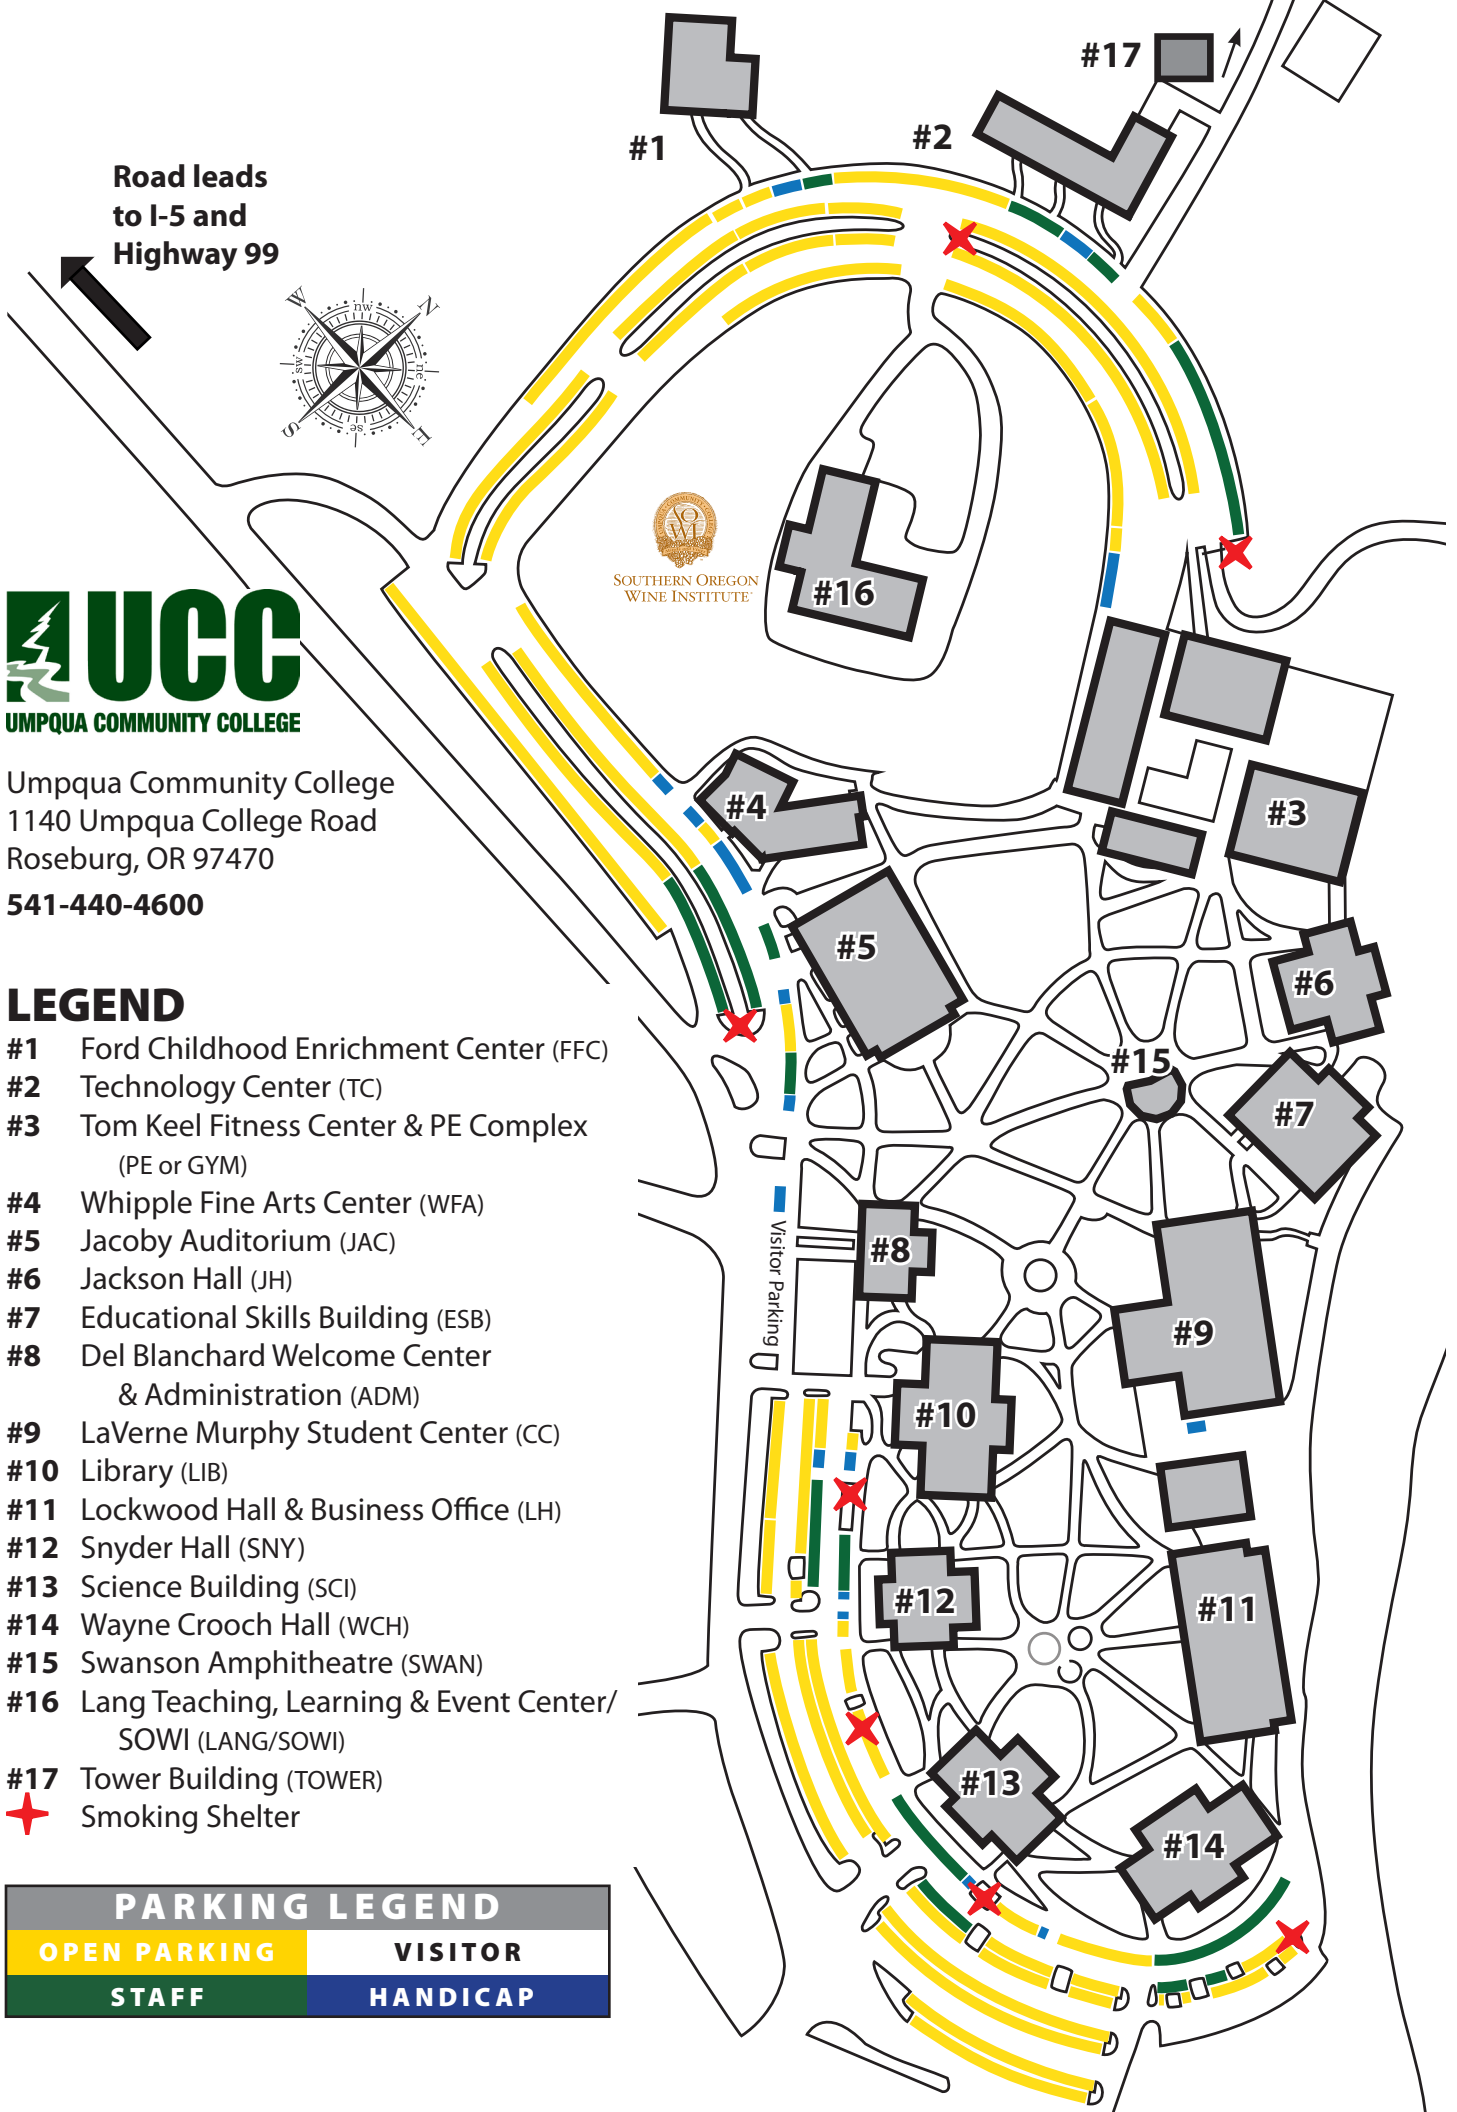 #17
#1
#2
Road leads
to I-5 and
Highway 99
W
nw
N
sw
ne
S
se
E
SOWI
SOUTHERN OREGON
WINE INSTITUTE
#16
UCC
UMPQUA COMMUNITY COLLEGE
Umpqua Community College
1140 Umpqua College Road
Roseburg, OR 97470
541-440-4600
#4
#3
#5
#6
#15
#7
#8
Visitor Parking
#9
#10
#12
#11
#13
#14
LEGEND
#1 Ford Childhood Enrichment Center (FFC)
#2 Technology Center (TC)
#3 Tom Keel Fitness Center & PE Complex
(PE or GYM)
#4 Whipple Fine Arts Center (WFA)
#5 Jacoby Auditorium (JAC)
#6 Jackson Hall (JH)
#7 Educational Skills Building (ESB)
#8 Del Blanchard Welcome Center
& Administration (ADM)
#9 LaVerne Murphy Student Center (CC)
#10 Library (LIB)
#11 Lockwood Hall & Business Office (LH)
#12 Snyder Hall (SNY)
#13 Science Building (SCI)
#14 Wayne Crooch Hall (WCH)
#15 Swanson Amphitheatre (SWAN)
#16 Lang Teaching, Learning & Event Center/
SOWI (LANG/SOWI)
#17 Tower Building (TOWER)
Smoking Shelter
PARKING LEGEND
OPEN PARKING VISITOR
STAFF HANDICAP